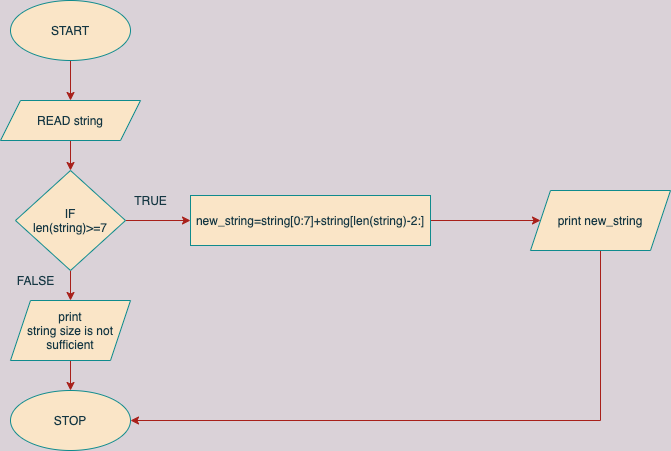 START
READ string
IF
len(string)>=7
TRUE
new_string=string[0:7]+string[len(string)-2:]
print new_string
FALSE
print
string size is not
sufficient
STOP